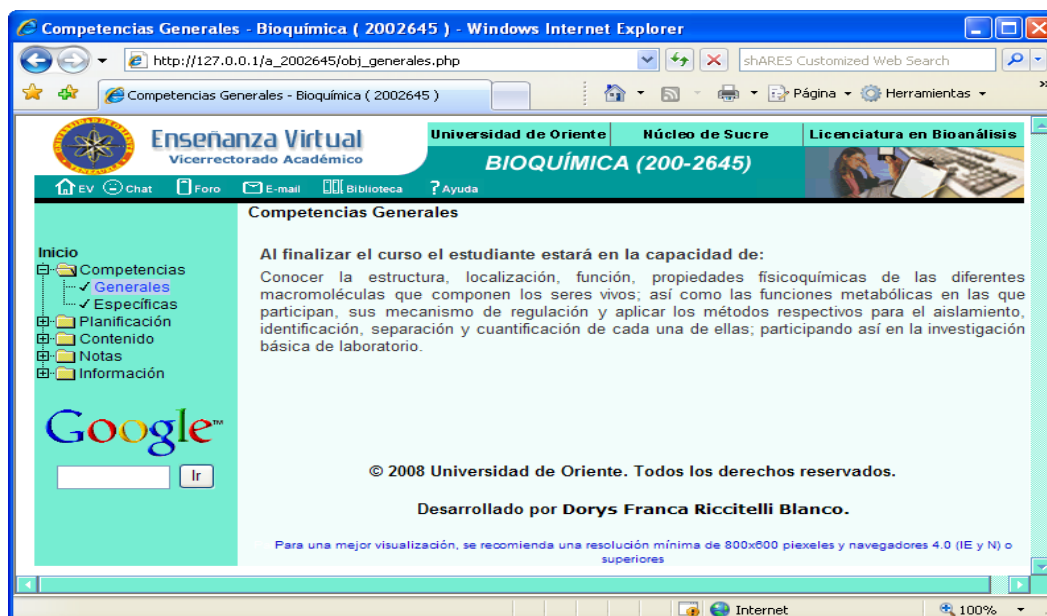 Competencias Generales - Bioquímica ( 2002645 ) - Windows Internet Explorer
http://127.0.0.1/a_2002645/obj_generales.php
shARES Customized Web Search
Competencias Generales - Bioquímica ( 2002645 )
Página
Herramientas
»
Enseñanza Virtual
Vicerrectorado Académico
Universidad de Oriente
Núcleo de Sucre
Licenciatura en Bioanálisis
BIOQUÍMICA (200-2645)
EV
Chat
Foro
E-mail
Biblioteca
? Ayuda
Competencias Generales
Inicio
Competencias
Generales
Específicas
Planificación
Contenido
Notas
Información
Google™
Ir
Al finalizar el curso el estudiante estará en la capacidad de:
Conocer la estructura, localización, función, propiedades físicoquímicas de las diferentes
macromoléculas que componen los seres vivos; así como las funciones metabólicas en las que
participan, sus mecanismo de regulación y aplicar los métodos respectivos para el aislamiento,
identificación, separación y cuantificación de cada una de ellas; participando así en la investigación
básica de laboratorio.
© 2008 Universidad de Oriente. Todos los derechos reservados.
Desarrollado por Dorys Franca Riccitelli Blanco.
Para una mejor visualización, se recomienda una resolución mínima de 800x600 piexeles y navegadores 4.0 (IE y N) o
superiores
Internet
100%